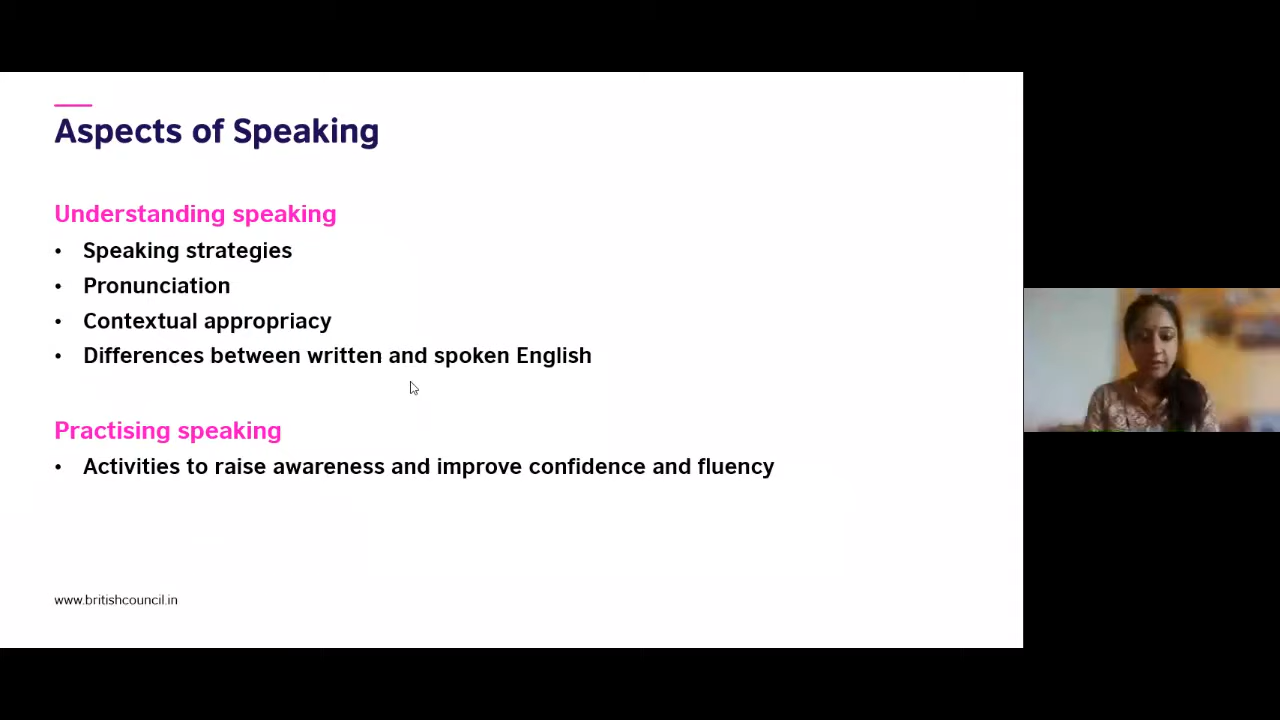 Aspects of Speaking
Understanding speaking
• Speaking strategies
• Pronunciation
• Contextual appropriacy
• Differences between written and spoken English
Practising speaking
• Activities to raise awareness and improve confidence and fluency
www.britishcouncil.in